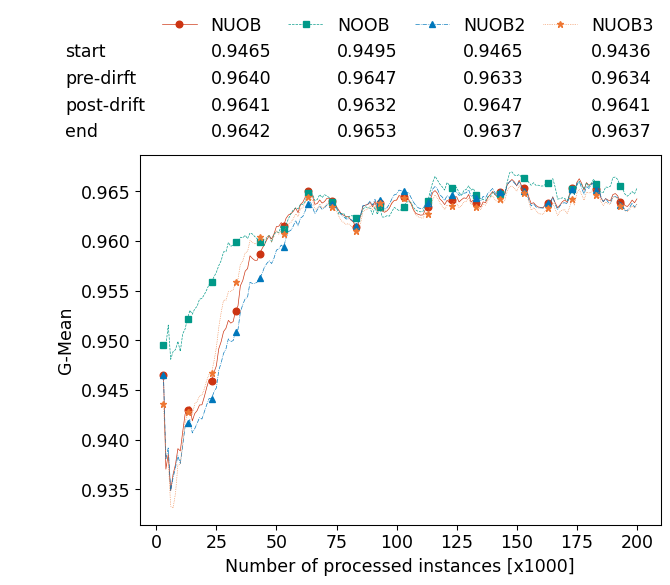 NUOB NOOB NUOB2 NUOB3
start 0.9465 0.9495 0.9465 0.9436
pre-dirft 0.9640 0.9647 0.9633 0.9634
post-drift 0.9641 0.9632 0.9647 0.9641
end 0.9642 0.9653 0.9637 0.9637
0.965
0.960
0.955
0.950
0.945
0.940
0.935
G-Mean
0 25 50 75 100 125 150 175 200
Number of processed instances [x1000]